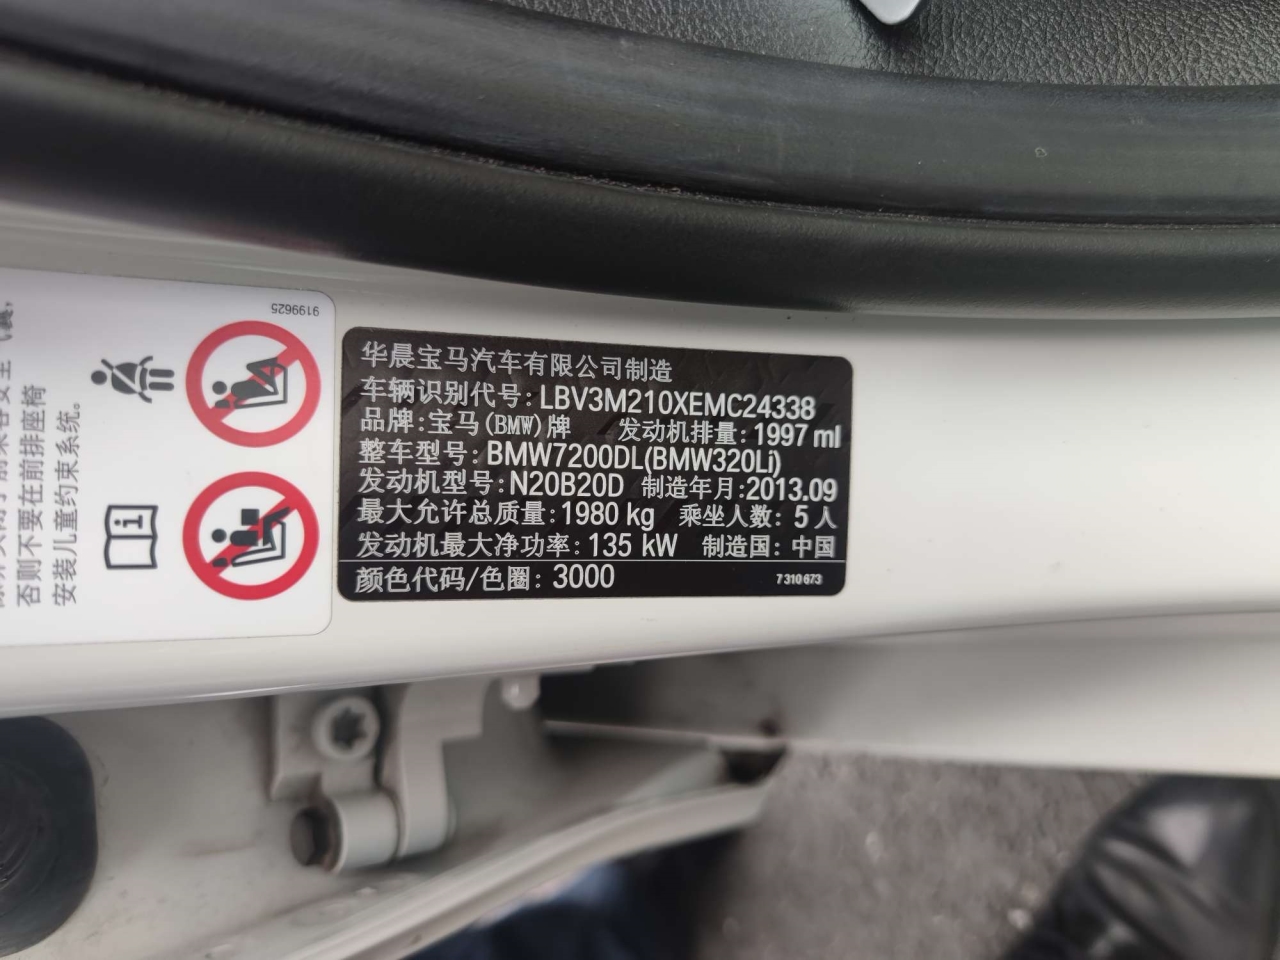 9199625
否则不要在前排座椅
安装儿童约束系统。
华晨宝马汽车有限公司制造
车辆识别代号: LBV3M210XEMC24338
品牌: 宝马(BMW)牌 发动机排量: 1997 ml
整车型号: BMW7200DL(BMW320Li)
发动机型号: N20B20D 制造年月: 2013.09
最大允许总质量: 1980 kg 乘坐人数: 5 人
发动机最大净功率: 135 kW 制造国: 中国
颜色代码/色圈: 3000 7 310 673